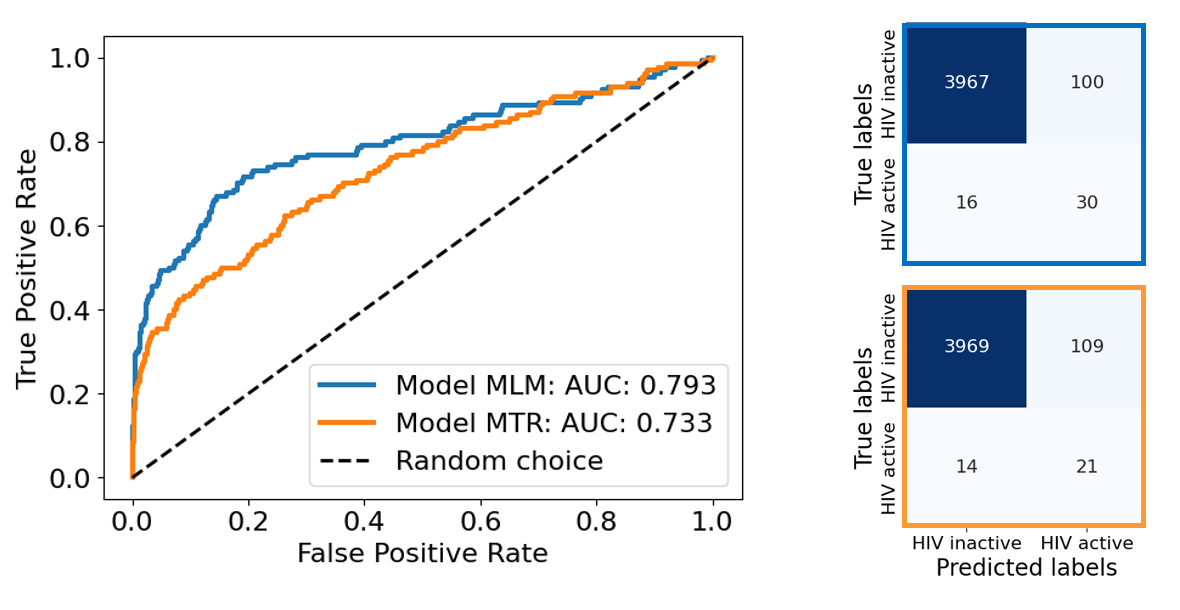 1.0
0.8
0.6
0.4
0.2
0.0
True Positive Rate
0.0 0.2 0.4 0.6 0.8 1.0
False Positive Rate
Model MLM: AUC: 0.793
Model MTR: AUC: 0.733
Random choice
True labels
HIV inactive
HIV active
3967 100
16 30
True labels
HIV inactive
HIV active
3969 109
14 21
HIV inactive HIV active
Predicted labels